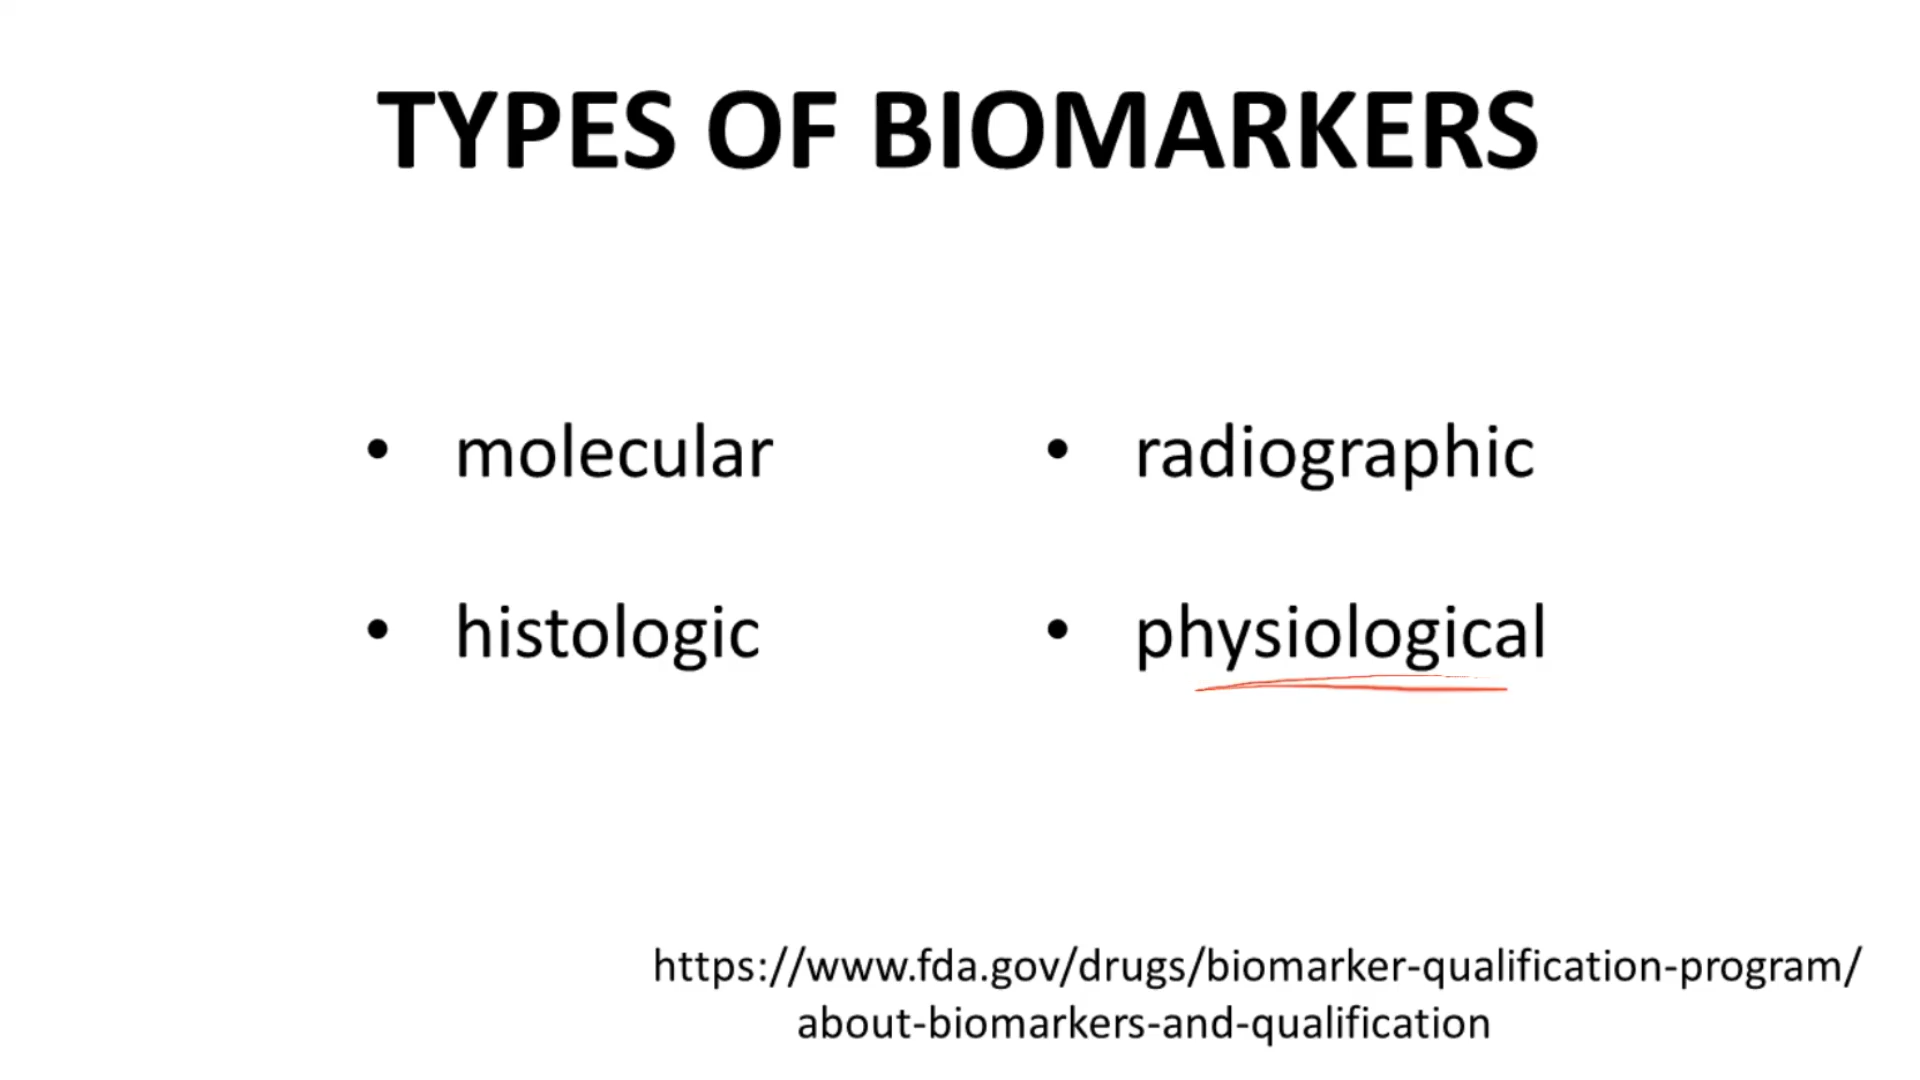 TYPES OF BIOMARKERS
• molecular
• histologic
• radiographic
• physiological
https://www.fda.gov/drugs/biomarker-qualification-program/
about-biomarkers-and-qualification